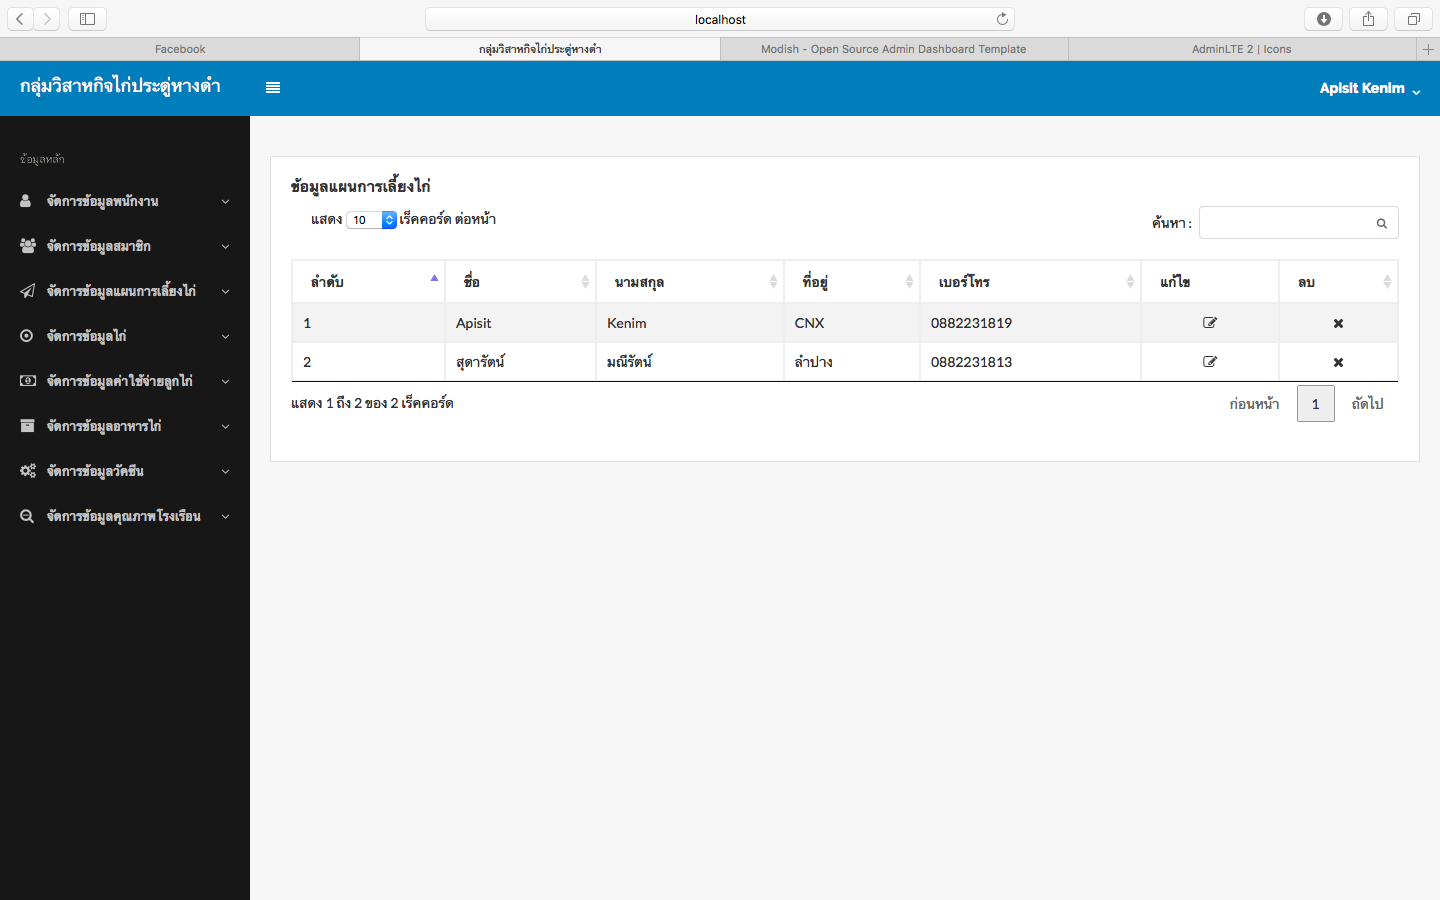 localhost
Facebook
กลุ่มวิสาหกิจไก่ประดู่หางดำ
Modish - Open Source Admin Dashboard Template
AdminLTE 2 | Icons
กลุ่มวิสาหกิจไก่ประดู่หางดำ
Apisit Kenim
ข้อมูลหลัก
จัดการข้อมูลพนักงาน
จัดการข้อมูลสมาชิก
จัดการข้อมูลแผนการเลี้ยงไก่
จัดการข้อมูลไก่
จัดการข้อมูลค่าใช้จ่ายลูกไก่
จัดการข้อมูลอาหารไก่
จัดการข้อมูลวัคซีน
จัดการข้อมูลคุณภาพโรงเรือน
ข้อมูลแผนการเลี้ยงไก่
แสดง 10 เร็คคอร์ด ต่อหน้า
ค้นหา :
ลำดับ ชื่อ นามสกุล ที่อยู่ เบอร์โทร แก้ไข ลบ
1 Apisit Kenim CNX 0882231819
2 สุดารัตน์ มณีรัตน์ ลำปาง 0882231813
แสดง 1 ถึง 2 ของ 2 เร็คคอร์ด
ก่อนหน้า 1 ถัดไป